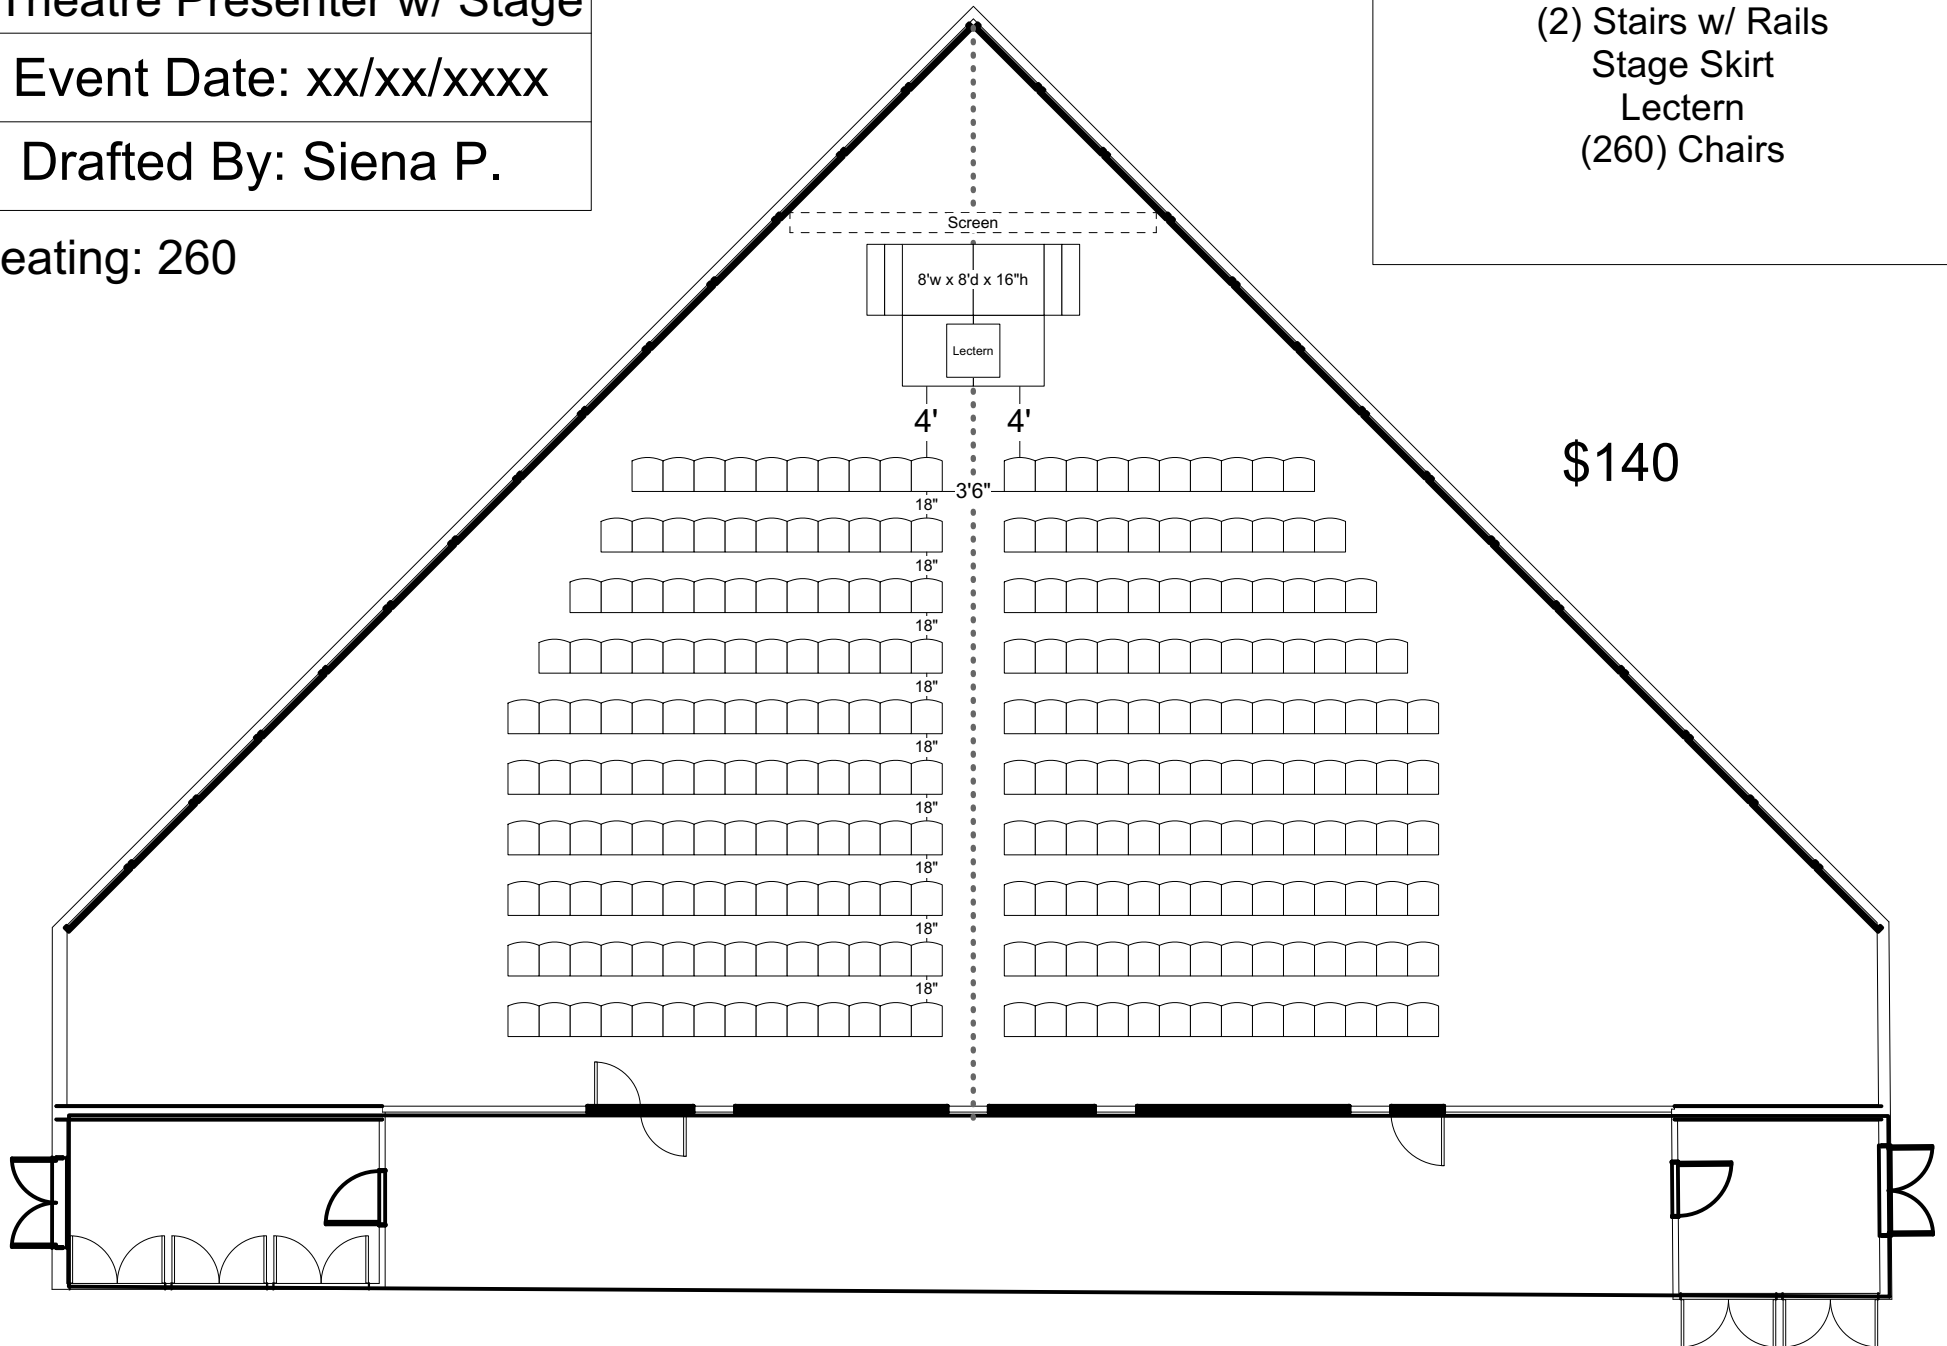 Theatre Presenter w/ Stage
Event Date: xx/xx/xxxx
Drafted By: Siena P.
eating: 260
(2) Stairs w/ Rails
Stage Skirt
Lectern
(260) Chairs
$140
Screen
8'w x 8'd x 16"h
Lectern
4' 4'
3'6"
18"
18"
18"
18"
18"
18"
18"
18"
18"